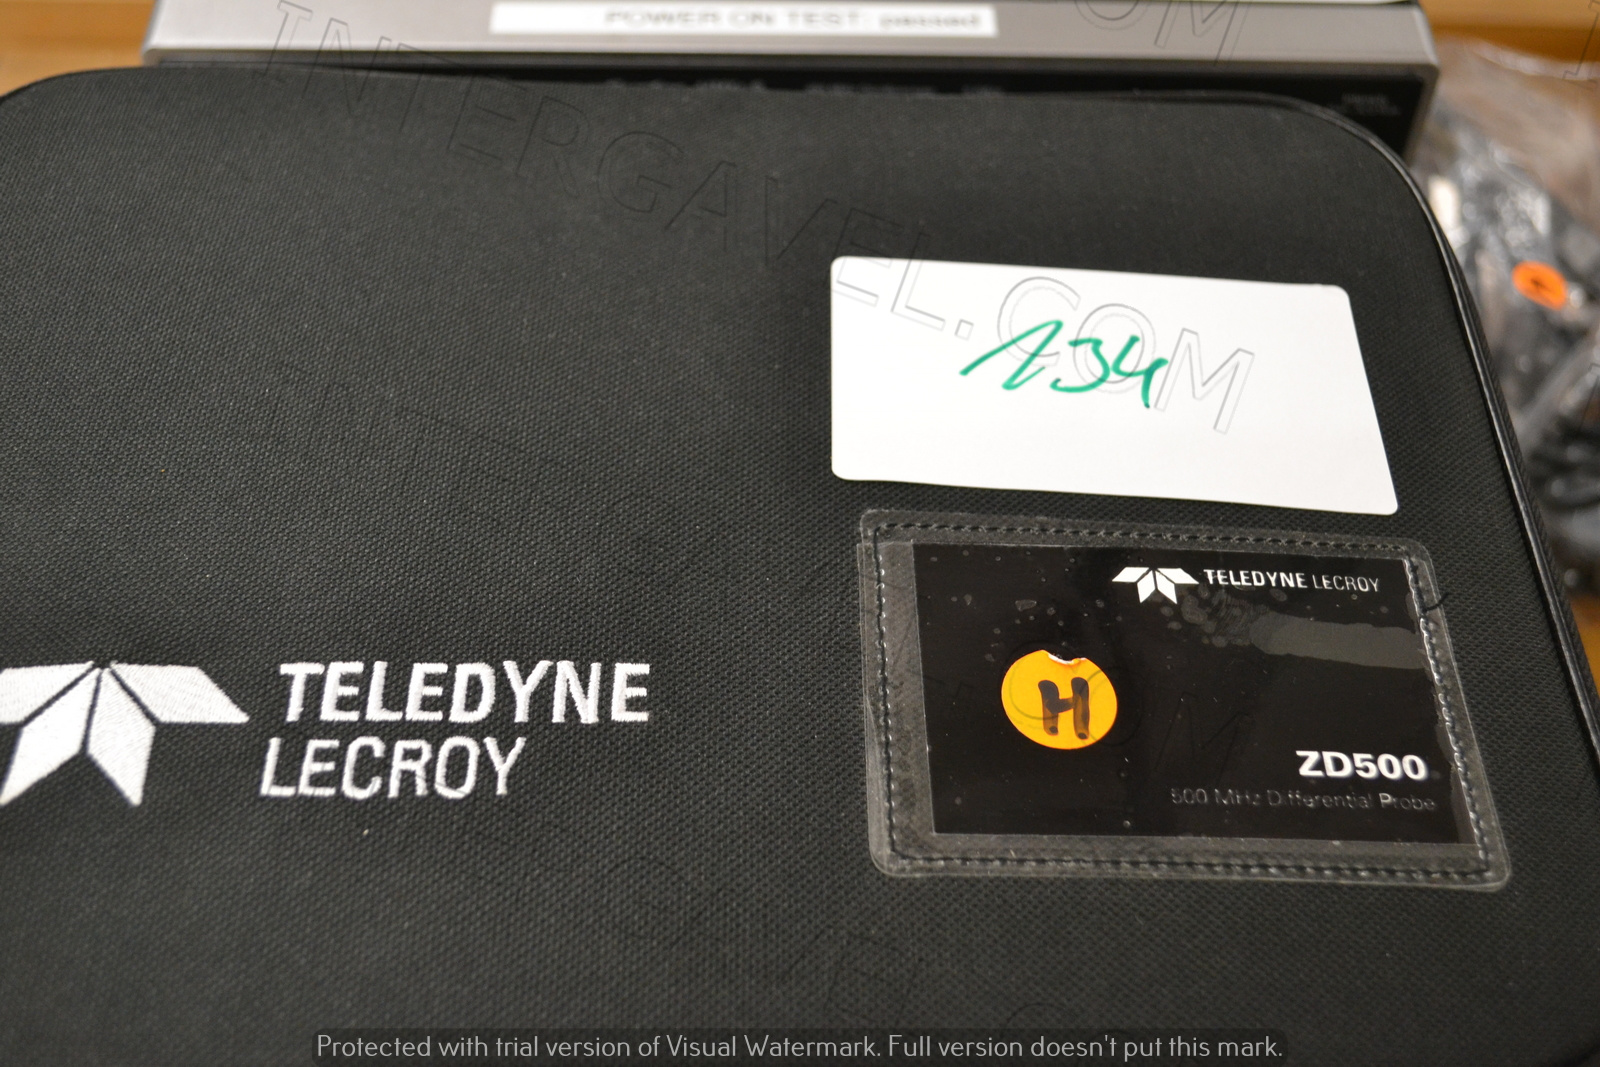 POWER ON TEST: passed
INTERGAVEL.COM
134
TELEDYNE LECROY
H
ZD500
500 MHz Differential Probe
TELEDYNE
LECROY
Protected with trial version of Visual Watermark. Full version doesn't put this mark.